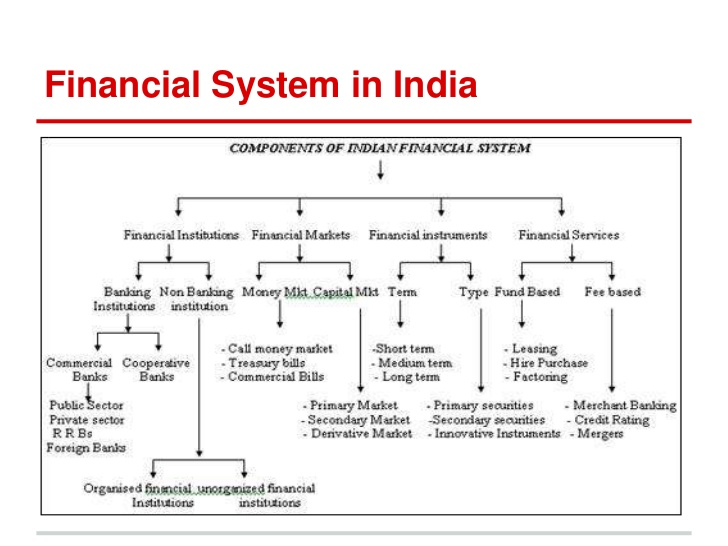 Financial System in India
COMPONENTS OF INDIAN FINANCIAL SYSTEM
Financial Institutions Financial Markets Financial instruments Financial Services
Banking Institutions
Non Banking institution
Money Mkt Capital Mkt Term Type Fund Based Fee based
- Call money market
- Treasury bills
- Commercial Bills
-Short term
- Medium term
- Long term
- Leasing
- Hire Purchase
- Factoring
Commercial Banks
Cooperative Banks
Public Sector
Private sector
R R Bs
Foreign Banks
- Primary Market
- Secondary Market
- Derivative Market
- Primary securities
-Secondary securities
- Innovative Instruments
- Merchant Banking
- Credit Rating
- Mergers
Organised financial Institutions
unorganized financial institutions